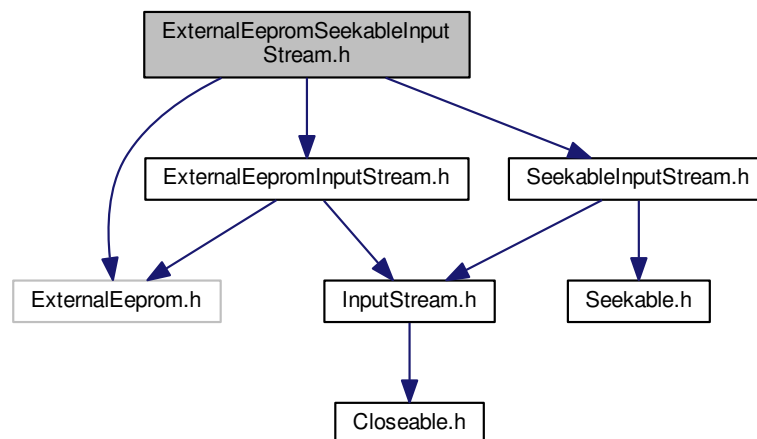 ExternalEepromSeekableInput
Stream.h
ExternalEepromInputStream.h
SeekableInputStream.h
ExternalEeprom.h
InputStream.h
Seekable.h
Closeable.h